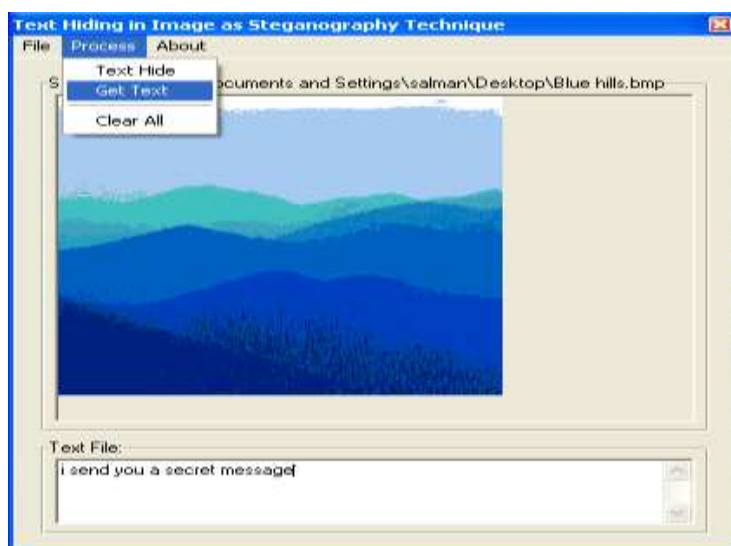 Text Hiding in Image as Steganography Technique
File Process About
Text Hide
S ocuments and Settings\salman\Desktop\Blue hills.bmp
Get Text
Clear All
Text File:
i send you a secret message